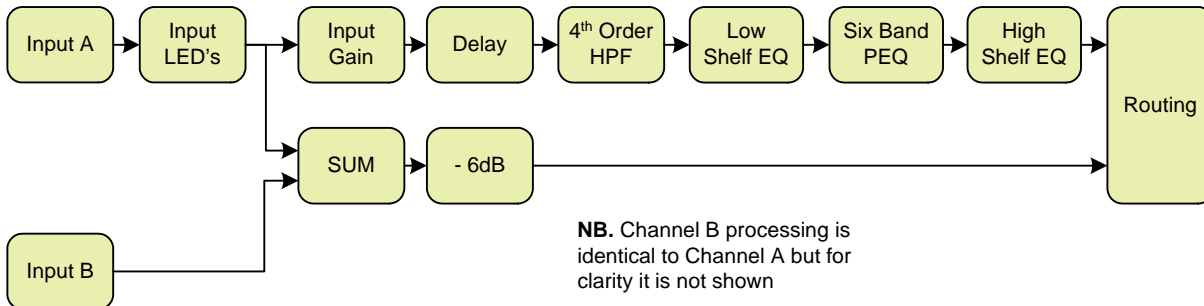 Input A
Input
LED's
Input
Gain
Delay
4th Order
HPF
Low
Shelf EQ
Six Band
PEQ
High
Shelf EQ
Routing
SUM
- 6dB
Input B
NB. Channel B processing is
identical to Channel A but for
clarity it is not shown